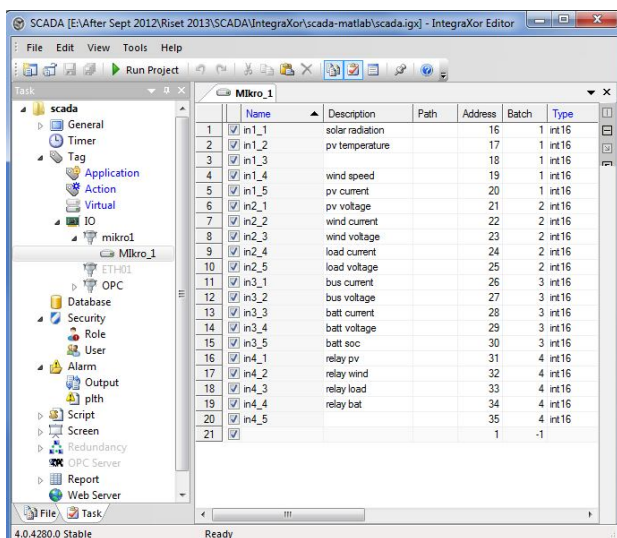 SCADA [E:\After Sept 2012\Riset 2013\SCADA\IntegraXor\scada-matlab\scada.igx] - IntegraXor Editor
File Edit View Tools Help
Run Project
Task
scada
General
Timer
Tag
Application
Action
Virtual
IO
mikro1
MIkro_1
ETH01
OPC
Database
Security
Role
User
Alarm
Output
plth
Script
Screen
Redundancy
OPC Server
Report
Web Server
File Task
MIkro_1
Name Description Path Address Batch Type
1 in1_1 solar radiation 16 1 int16
2 in1_2 pv temperature 17 1 int16
3 in1_3 18 1 int16
4 in1_4 wind speed 19 1 int16
5 in1_5 pv current 20 1 int16
6 in2_1 pv voltage 21 2 int16
7 in2_2 wind current 22 2 int16
8 in2_3 wind voltage 23 2 int16
9 in2_4 load current 24 2 int16
10 in2_5 load voltage 25 2 int16
11 in3_1 bus current 26 3 int16
12 in3_2 bus voltage 27 3 int16
13 in3_3 batt current 28 3 int16
14 in3_4 batt voltage 29 3 int16
15 in3_5 batt soc 30 3 int16
16 in4_1 relay pv 31 4 int16
17 in4_2 relay wind 32 4 int16
18 in4_3 relay load 33 4 int16
19 in4_4 relay bat 34 4 int16
20 in4_5 35 4 int16
21 1 -1
4.0.4280.0 Stable Ready